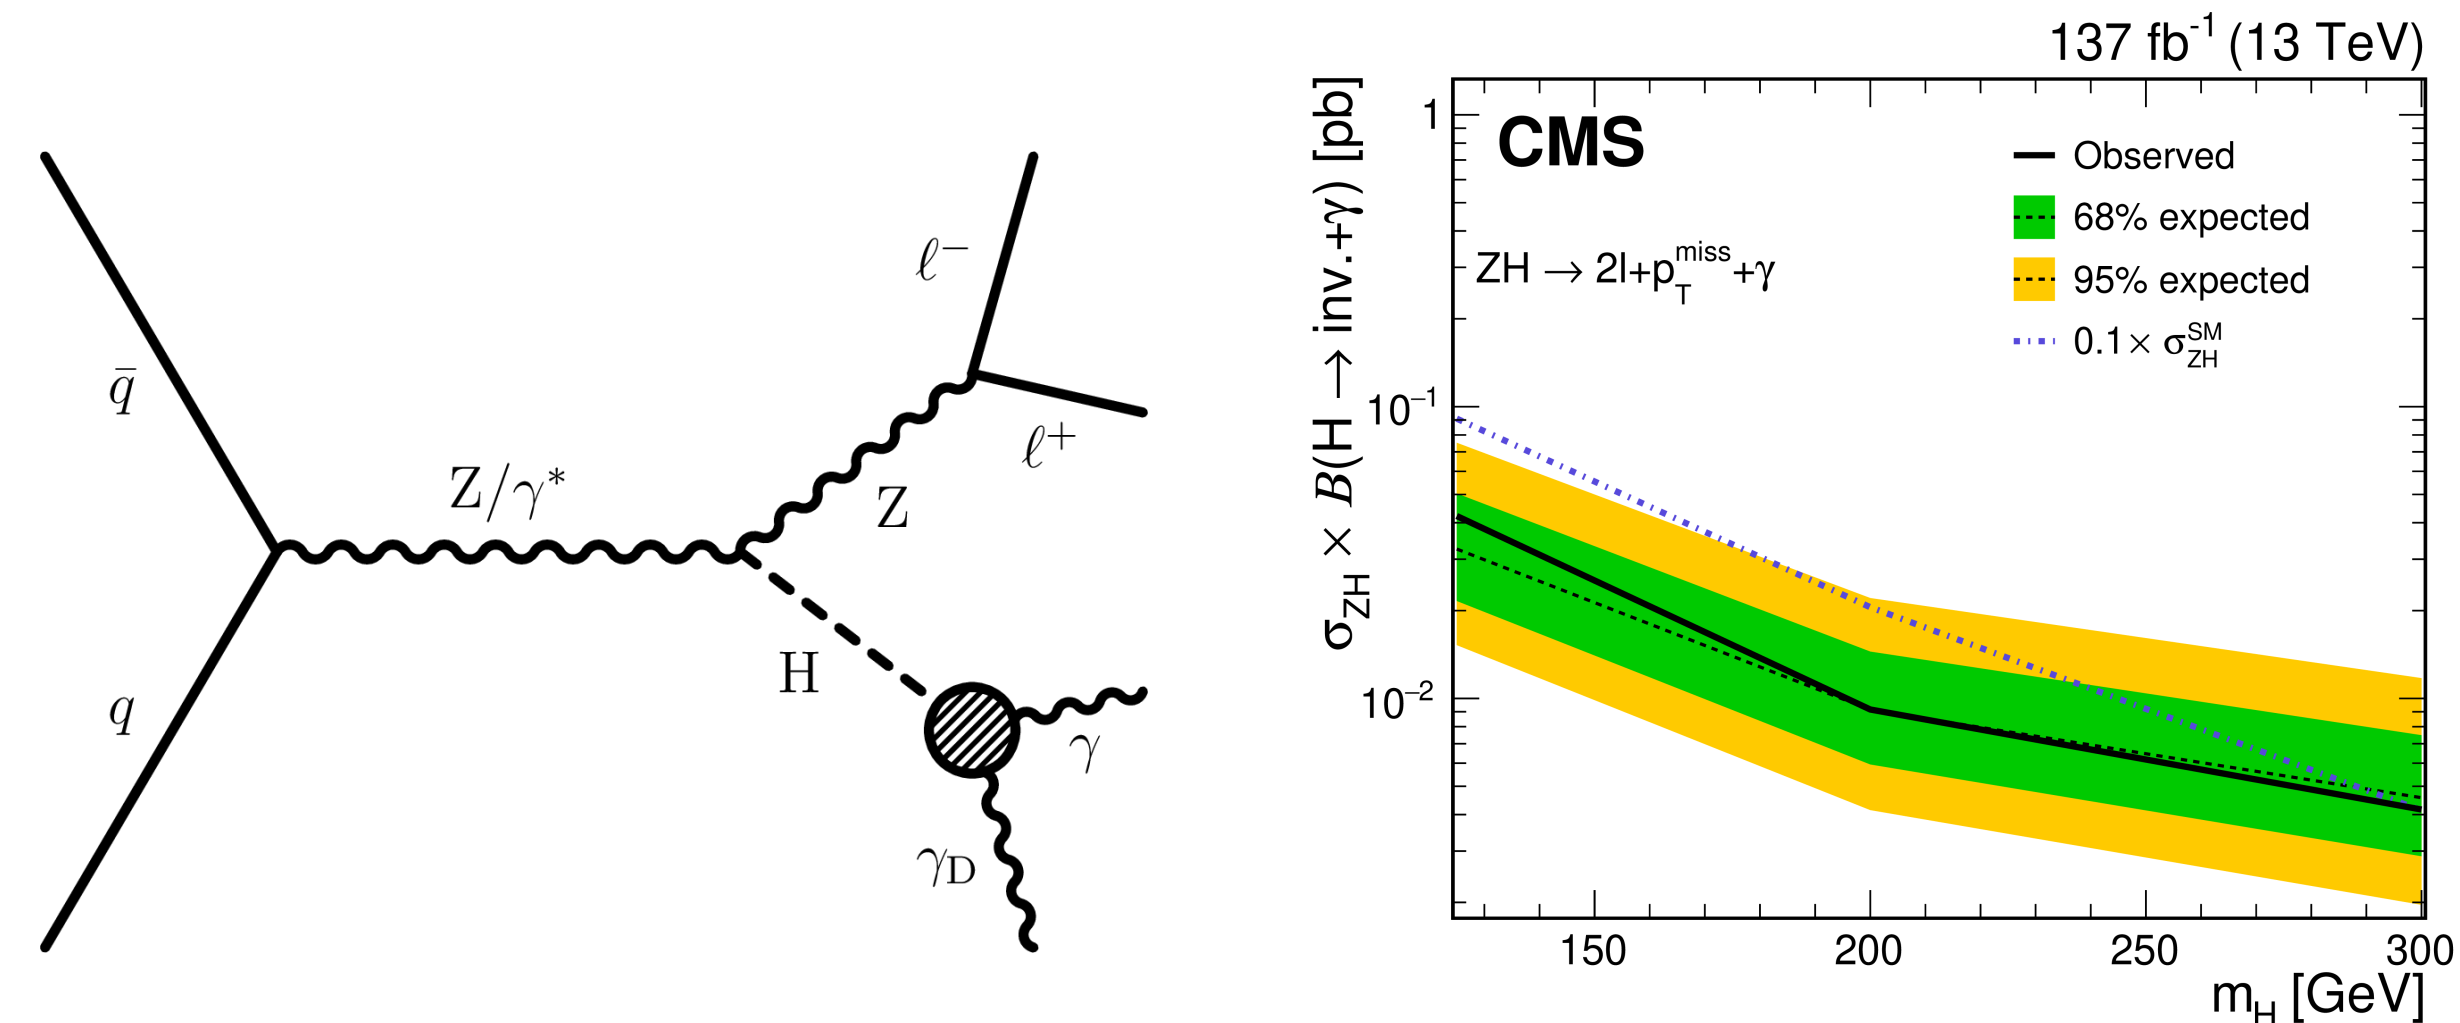 q̄
q
Z/γ*
Z
H
ℓ⁻
ℓ⁺
γ
γ_D
137 fb⁻¹ (13 TeV)
CMS
ZH → 2l+p_T^miss+γ
Observed
68% expected
95% expected
0.1× σ_ZH^SM
σ_ZH × B(H → inv.+γ) [pb]
1
10⁻¹
10⁻²
150
200
250
300
m_H [GeV]